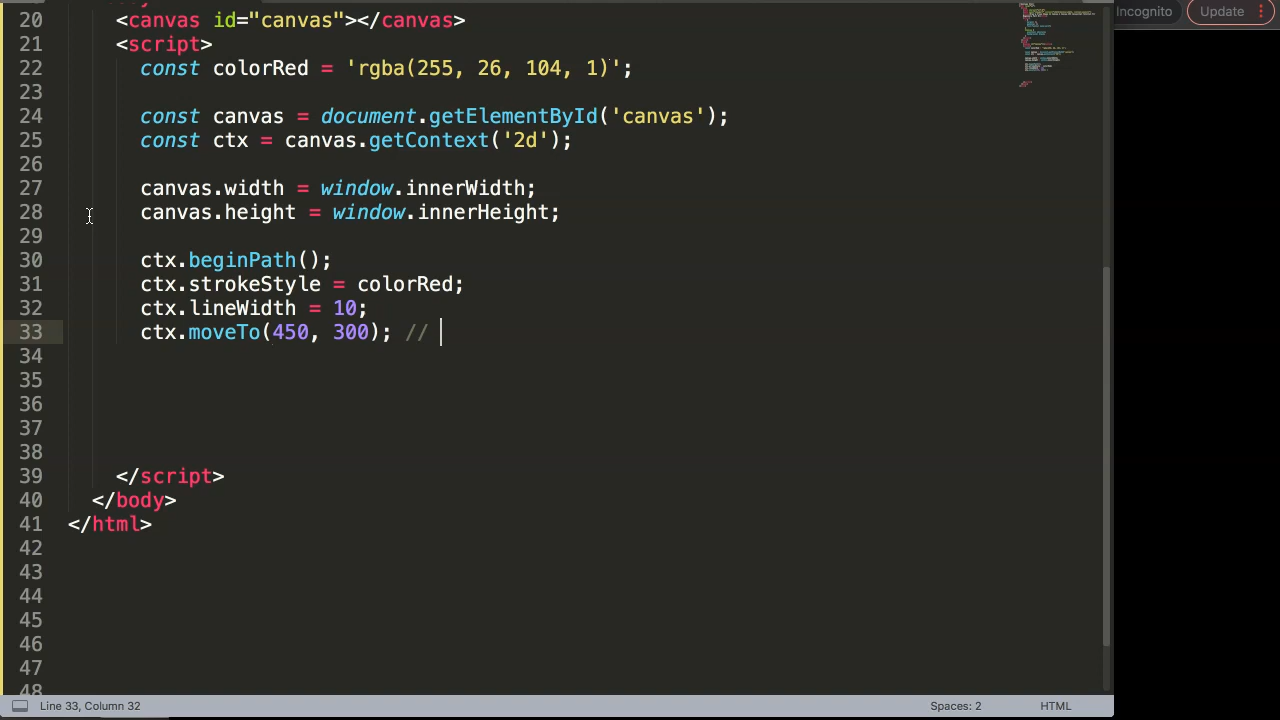 Incognito
Update
20 <canvas id="canvas"></canvas>
21 <script>
22 const colorRed = 'rgba(255, 26, 104, 1)';
23
24 const canvas = document.getElementById('canvas');
25 const ctx = canvas.getContext('2d');
26
27 canvas.width = window.innerWidth;
28 canvas.height = window.innerHeight;
29
30 ctx.beginPath();
31 ctx.strokeStyle = colorRed;
32 ctx.lineWidth = 10;
33 ctx.moveTo(450, 300); //
34
35
36
37
38
39 </script>
40 </body>
41 </html>
42
43
44
45
46
47
48
Line 33, Column 32
Spaces: 2
HTML